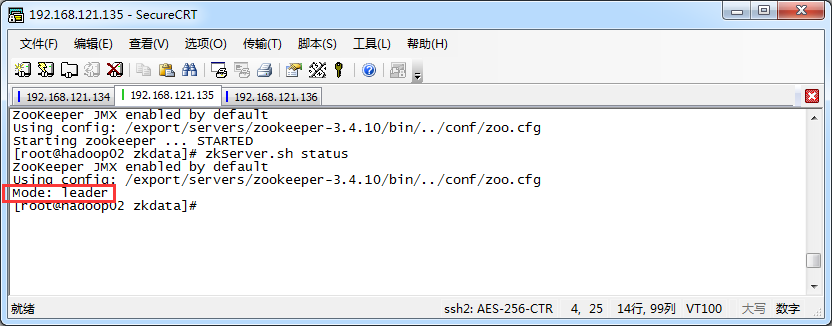 192.168.121.135 - SecureCRT
文件(F) 编辑(E) 查看(V) 选项(O) 传输(T) 脚本(S) 工具(L) 帮助(H)
192.168.121.134 192.168.121.135 192.168.121.136
ZooKeeper JMX enabled by default
Using config: /export/servers/zookeeper-3.4.10/bin/../conf/zoo.cfg
Starting zookeeper ... STARTED
[root@hadoop02 zkdata]# zkServer.sh status
ZooKeeper JMX enabled by default
Using config: /export/servers/zookeeper-3.4.10/bin/../conf/zoo.cfg
Mode: leader
[root@hadoop02 zkdata]#
就绪 ssh2: AES-256-CTR 4, 25 14行, 99列 VT100 大写 数字